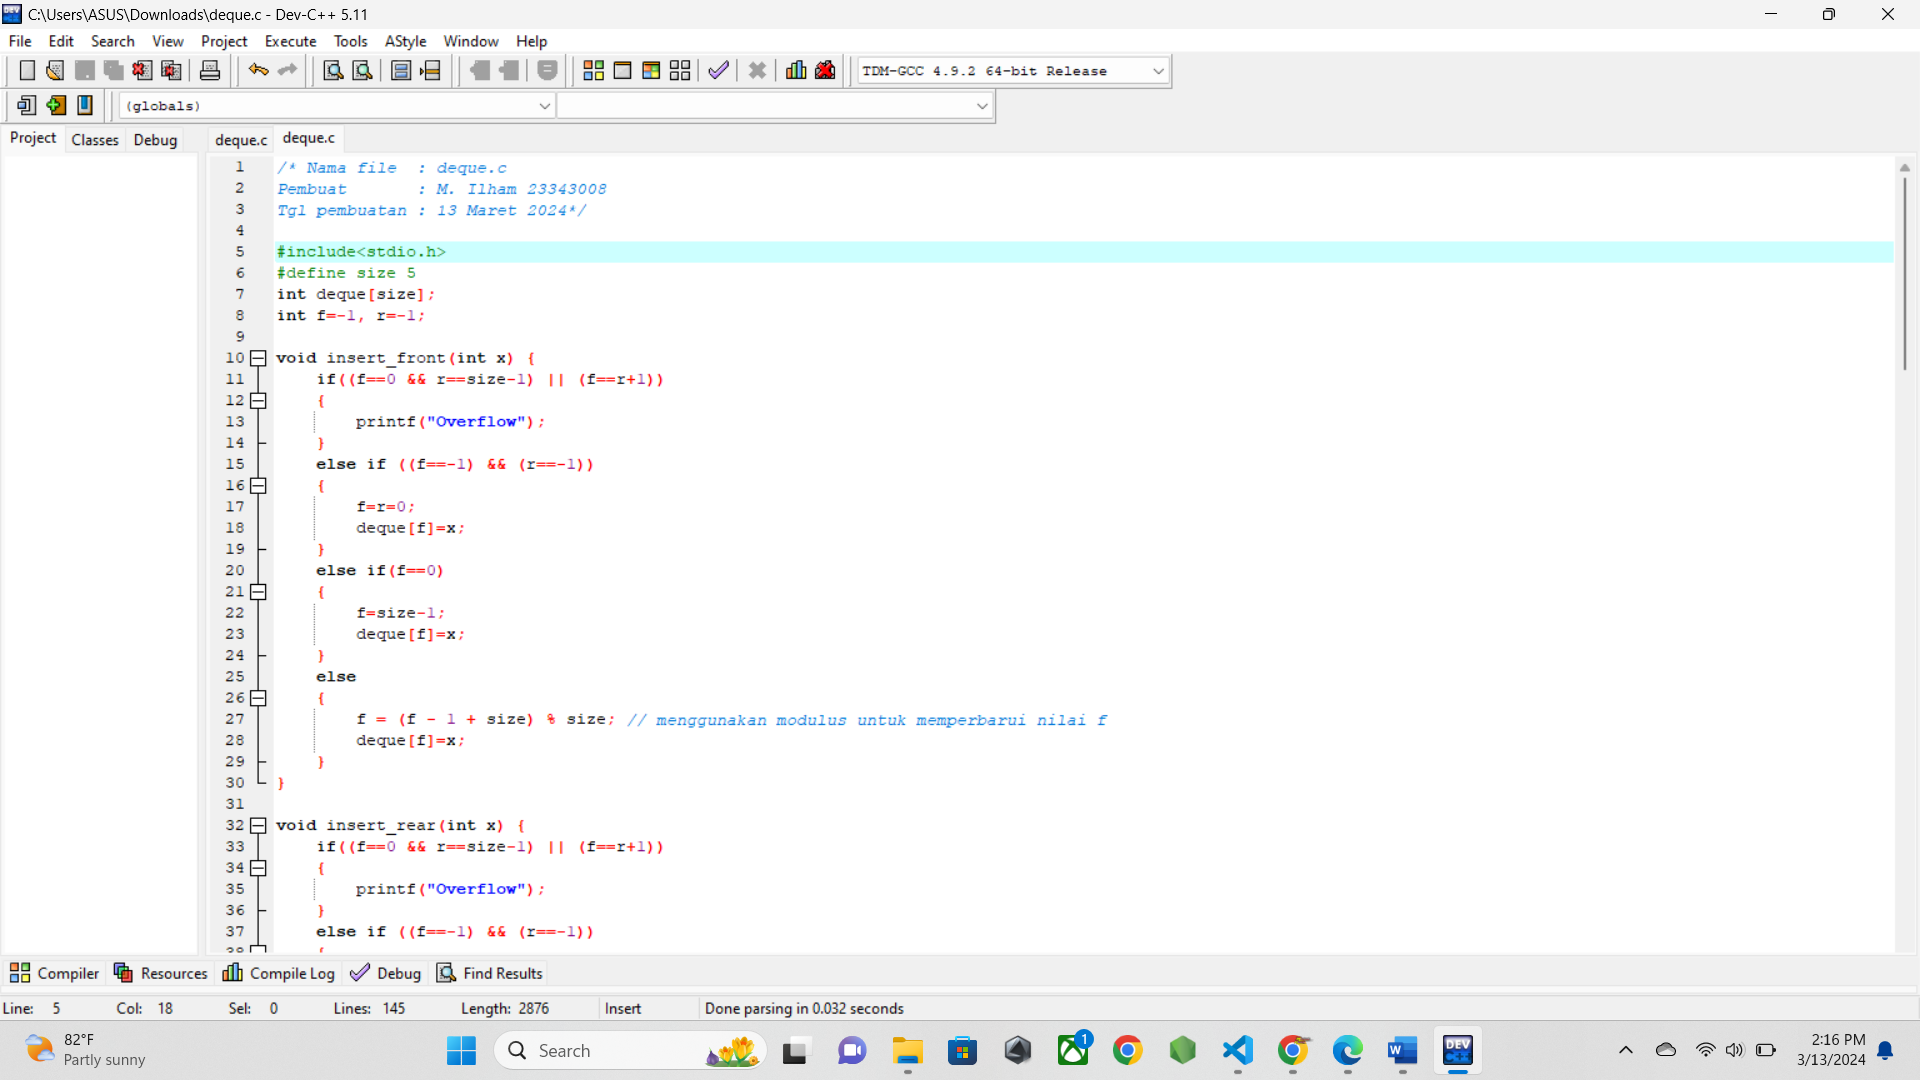 C:\Users\ASUS\Downloads\deque.c - Dev-C++ 5.11
File Edit Search View Project Execute Tools AStyle Window Help
TDM-GCC 4.9.2 64-bit Release
(globals)
Project Classes Debug deque.c deque.c
1 /* Nama file  : deque.c
2 Pembuat       : M. Ilham 23343008
3 Tgl pembuatan : 13 Maret 2024*/
4
5 #include<stdio.h>
6 #define size 5
7 int deque[size];
8 int f=-1, r=-1;
9
10 void insert_front(int x) {
11     if((f==0 && r==size-1) || (f==r+1))
12     {
13         printf("Overflow");
14     }
15     else if ((f==-1) && (r==-1))
16     {
17         f=r=0;
18         deque[f]=x;
19     }
20     else if(f==0)
21     {
22         f=size-1;
23         deque[f]=x;
24     }
25     else
26     {
27         f = (f - 1 + size) % size; // menggunakan modulus untuk memperbarui nilai f
28         deque[f]=x;
29     }
30 }
31
32 void insert_rear(int x) {
33     if((f==0 && r==size-1) || (f==r+1))
34     {
35         printf("Overflow");
36     }
37     else if ((f==-1) && (r==-1))
38     {
Compiler Resources Compile Log Debug Find Results
Line: 5 Col: 18 Sel: 0 Lines: 145 Length: 2876 Insert Done parsing in 0.032 seconds
82°F
Partly sunny
Search
1
W
DEV C++
2:16 PM
3/13/2024